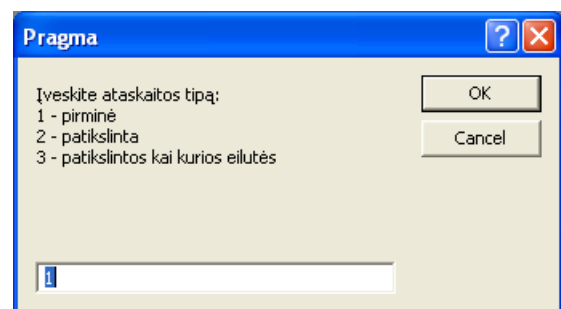 Pragma
Įveskite ataskaitos tipą:
1 - pirminė
2 - patikslinta
3 - patikslintos kai kurios eilutės
OK
Cancel
1